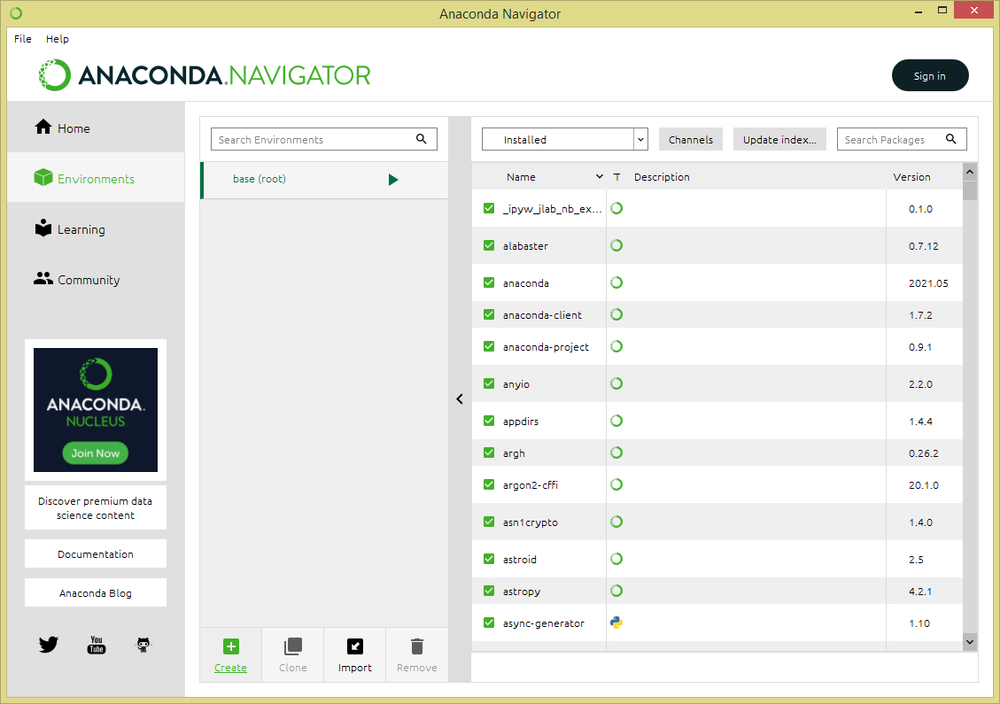 Anaconda Navigator
File Help
ANACONDA.NAVIGATOR
Sign in
Home
Environments
Learning
Community
ANACONDA.
NUCLEUS
Join Now
Discover premium data
science content
Documentation
Anaconda Blog
You
Tube
Search Environments
base (root)
Create Clone Import Remove
Installed Channels Update index... Search Packages
Name T Description Version
_ipyw_jlab_nb_ex... 0.1.0
alabaster 0.7.12
anaconda 2021.05
anaconda-client 1.7.2
anaconda-project 0.9.1
anyio 2.2.0
appdirs 1.4.4
argh 0.26.2
argon2-cffi 20.1.0
asn1crypto 1.4.0
astroid 2.5
astropy 4.2.1
async-generator 1.10